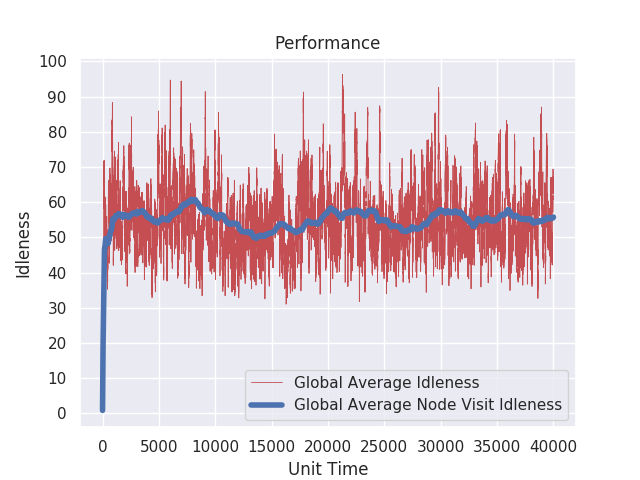 Performance
100
90
80
70
60
50
40
30
20
10
0
Idleness
Global Average Idleness
Global Average Node Visit Idleness
0 5000 10000 15000 20000 25000 30000 35000 40000
Unit Time